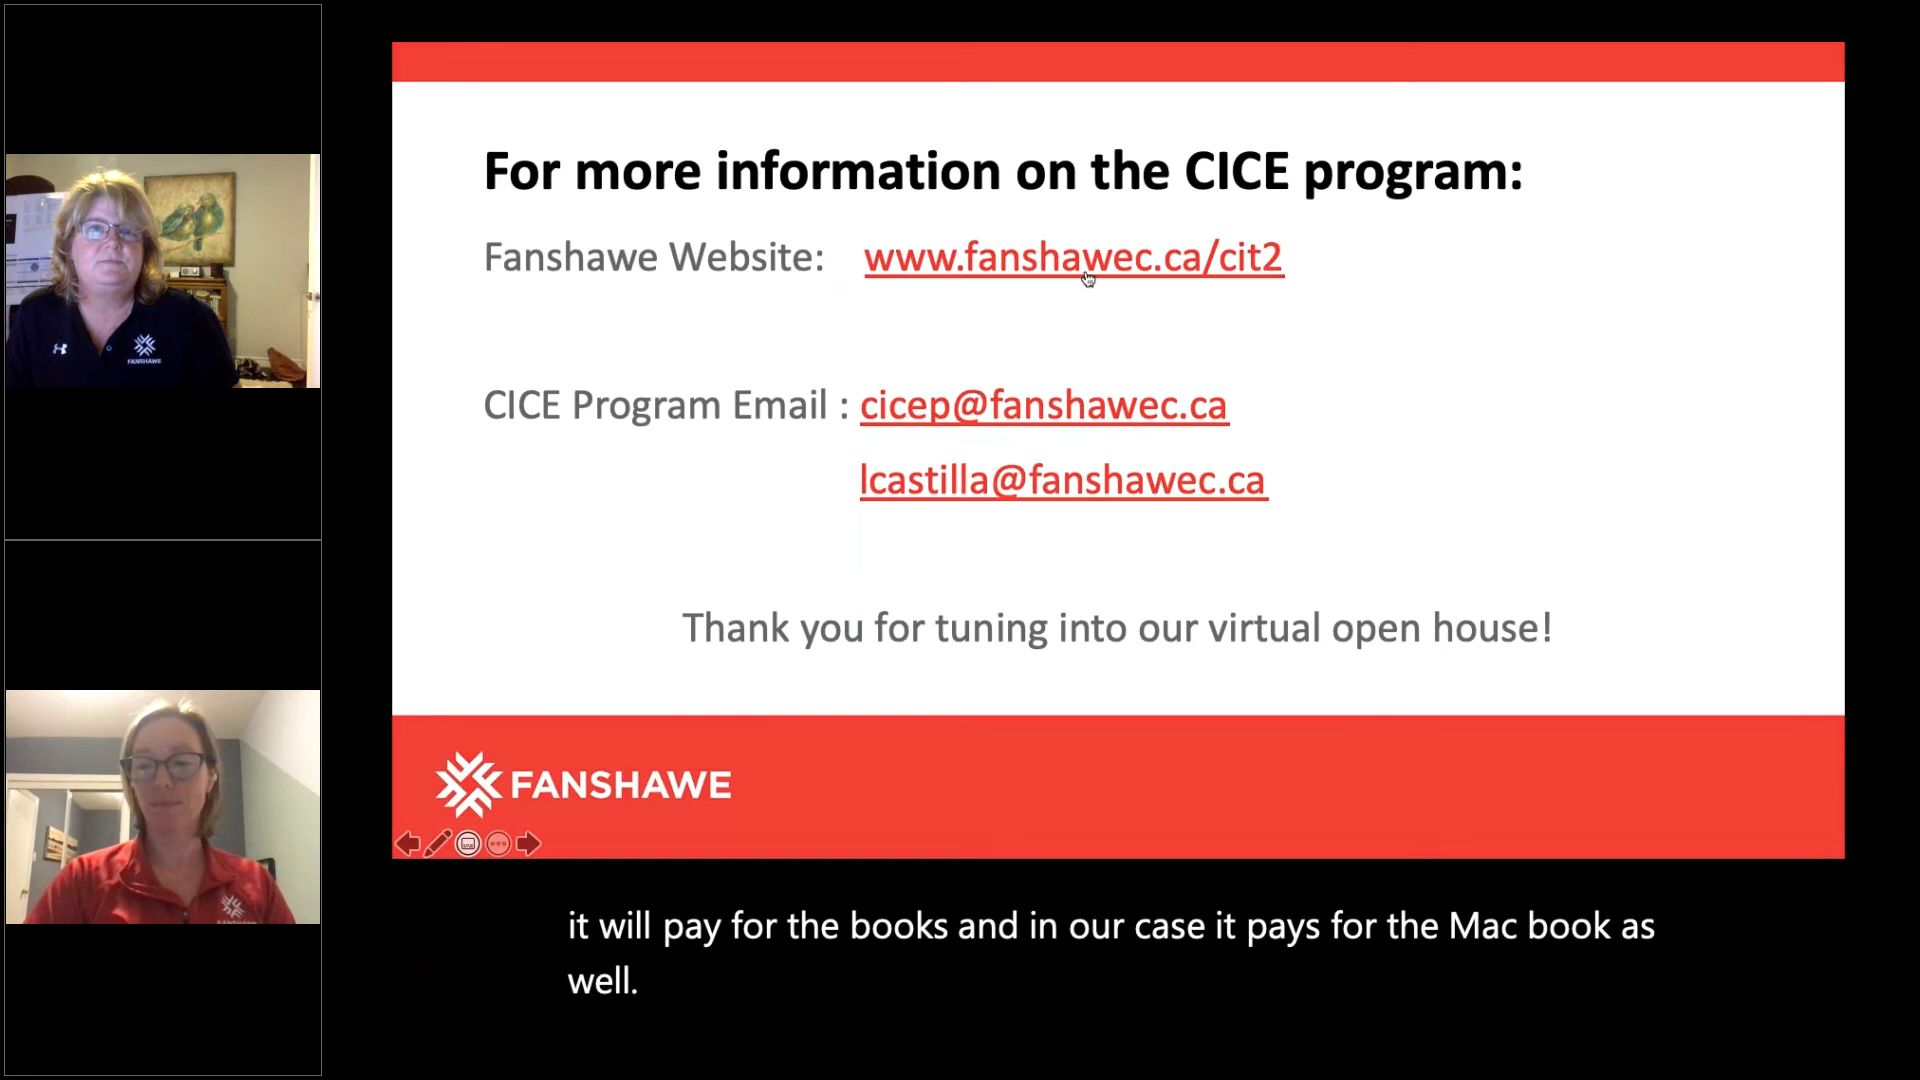 For more information on the CICE program:
Fanshawe Website: www.fanshawec.ca/cit2
CICE Program Email : cicep@fanshawec.ca
lcastilla@fanshawec.ca
Thank you for tuning into our virtual open house!
FANSHAWE
it will pay for the books and in our case it pays for the Mac book as
well.
FANSHAWE